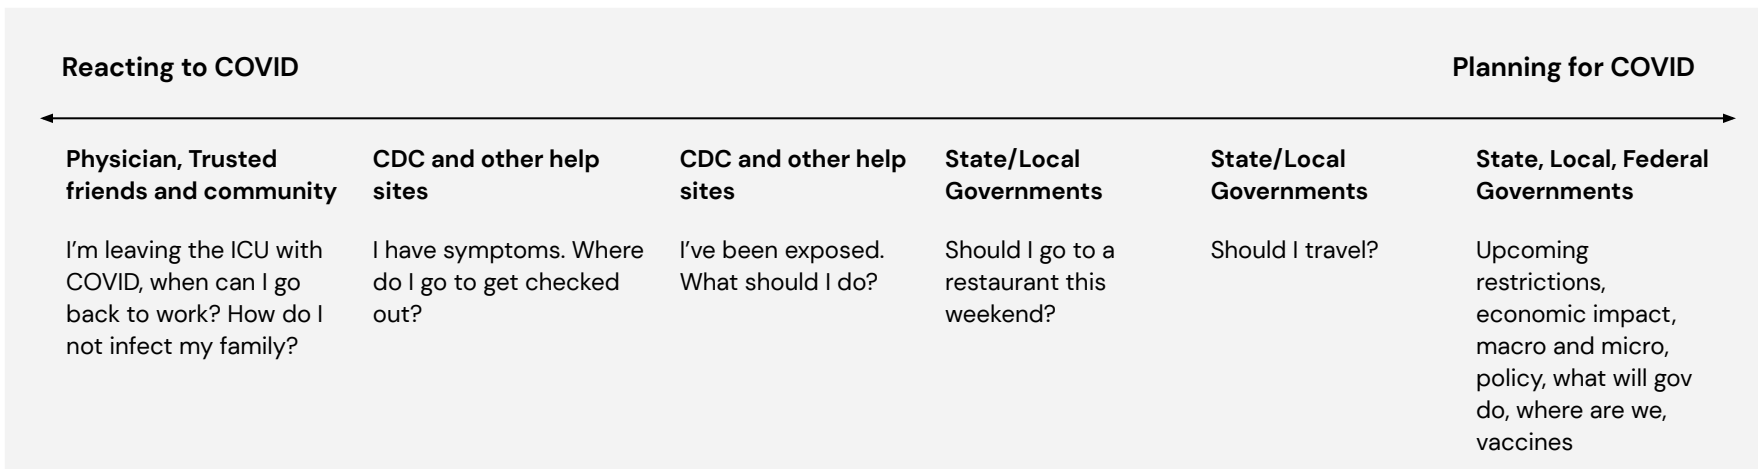 Reacting to COVID
Planning for COVID
Physician, Trusted
friends and community
I'm leaving the ICU with
COVID, when can I go
back to work? How do I
not infect my family?
CDC and other help
sites
I have symptoms. Where
do I go to get checked
out?
CDC and other help
sites
I've been exposed.
What should I do?
State/Local
Governments
Should I go to a
restaurant this
weekend?
State/Local
Governments
Should I travel?
State, Local, Federal
Governments
Upcoming
restrictions,
economic impact,
macro and micro,
policy, what will gov
do, where are we,
vaccines